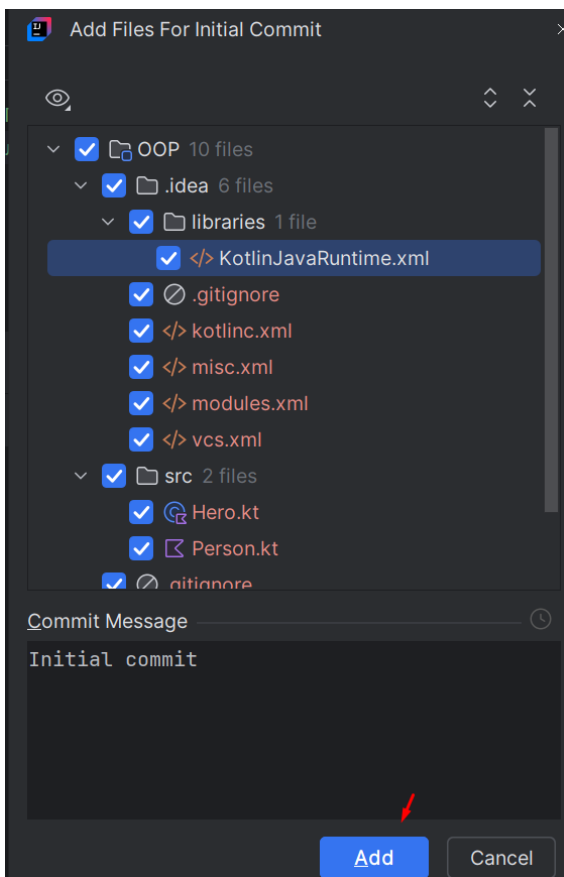 Add Files For Initial Commit
OOP 10 files
.idea 6 files
libraries 1 file
KotlinJavaRuntime.xml
.gitignore
kotlinc.xml
misc.xml
modules.xml
vcs.xml
src 2 files
Hero.kt
Person.kt
.gitignore
Commit Message
Initial commit
Add
Cancel